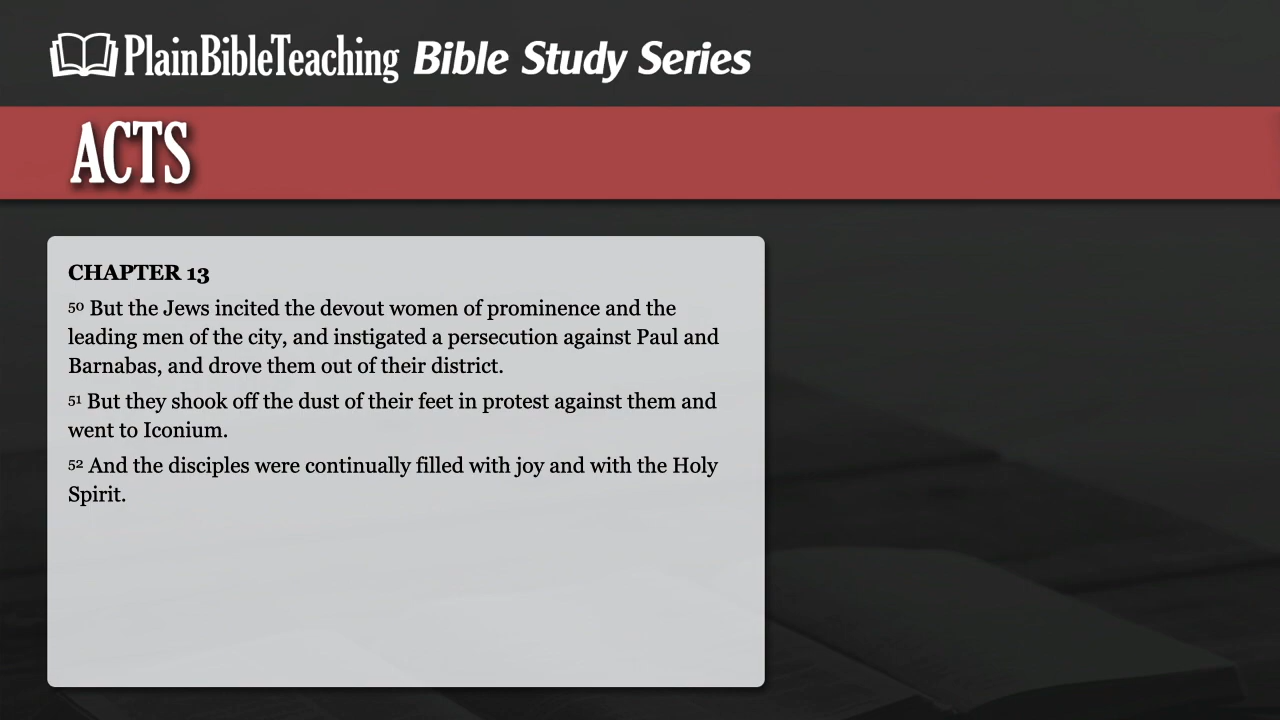 PlainBibleTeaching Bible Study Series
ACTS
CHAPTER 13
50 But the Jews incited the devout women of prominence and the
leading men of the city, and instigated a persecution against Paul and
Barnabas, and drove them out of their district.
51 But they shook off the dust of their feet in protest against them and
went to Iconium.
52 And the disciples were continually filled with joy and with the Holy
Spirit.